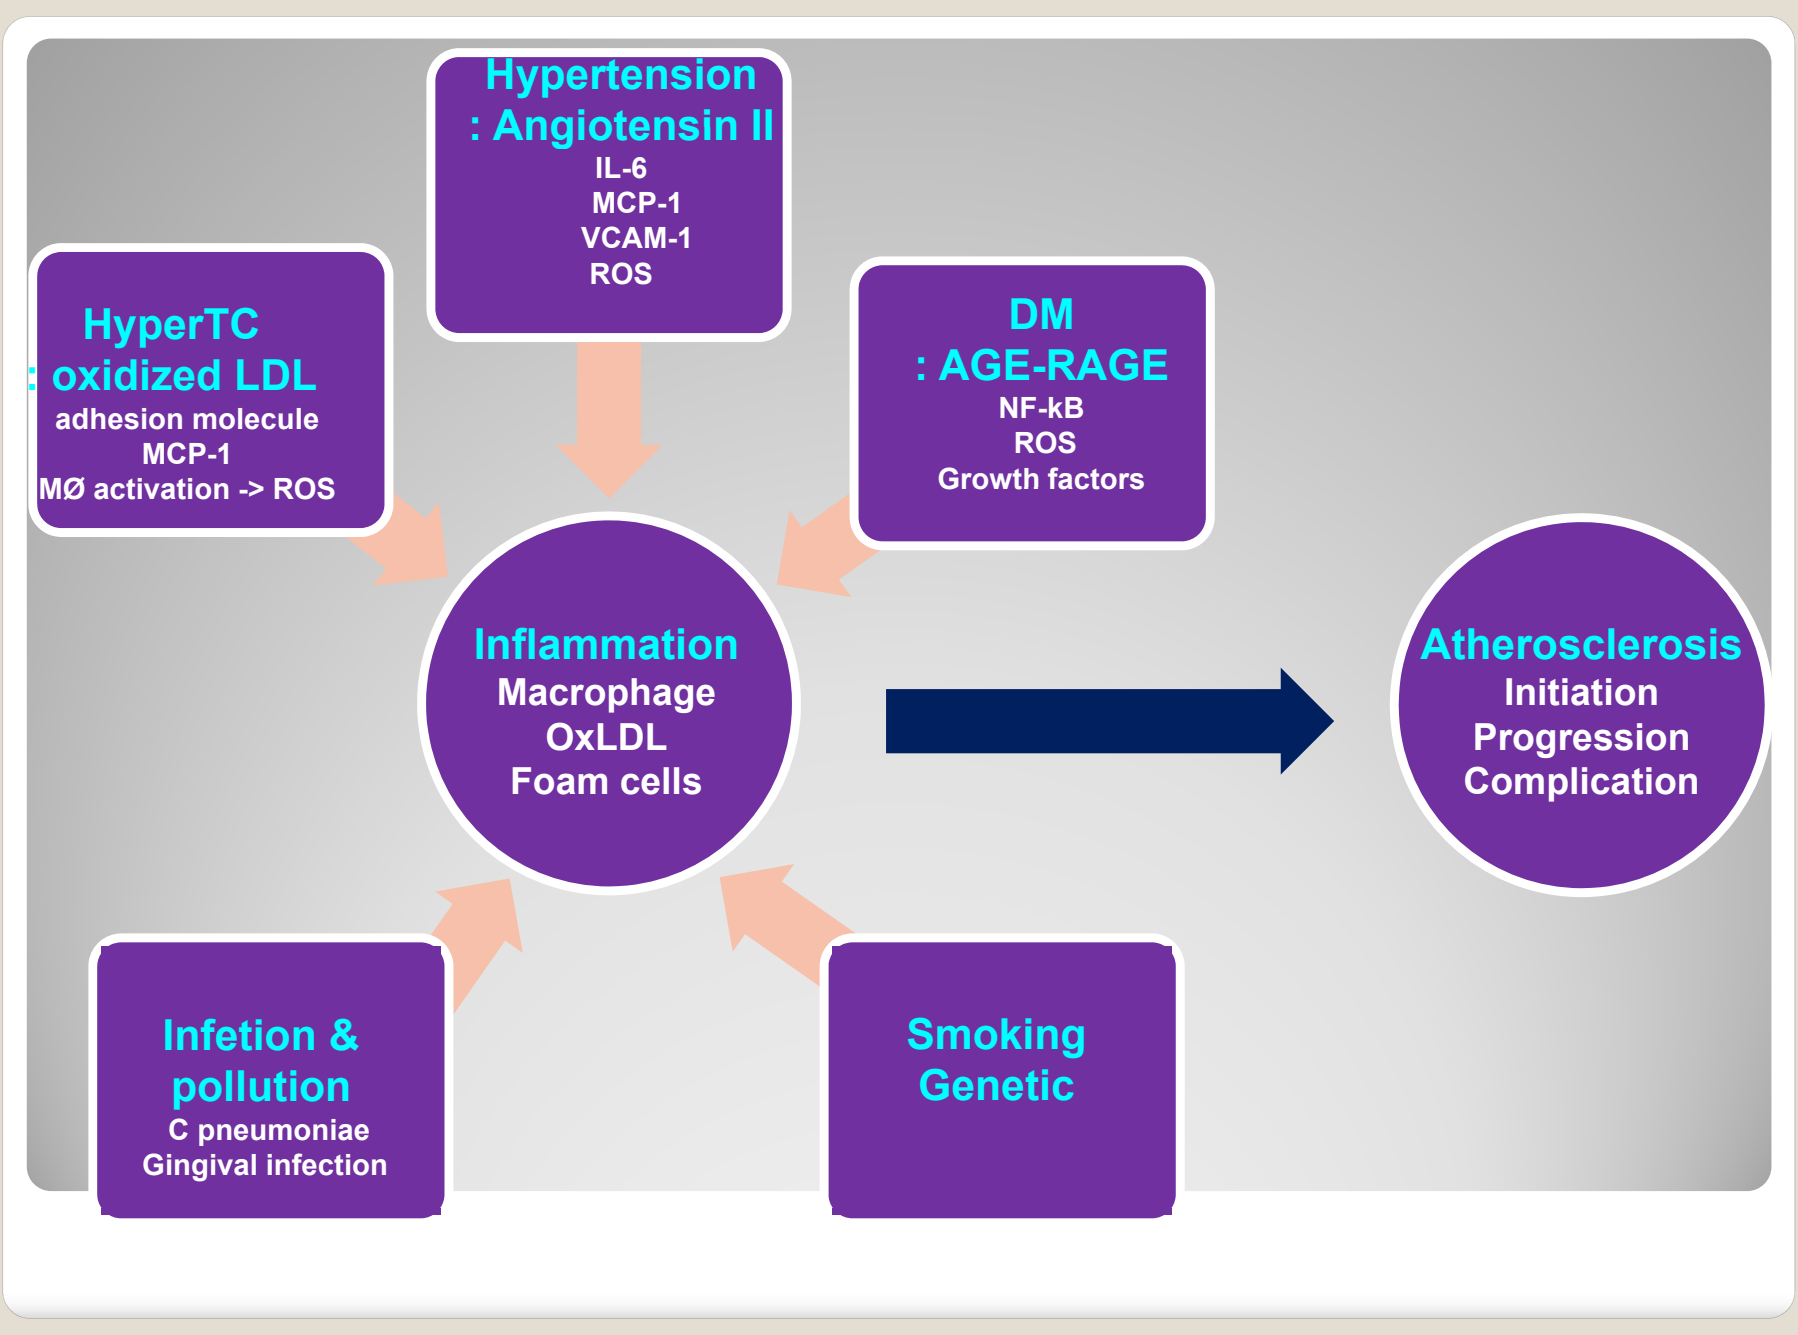 Hypertension
: Angiotensin II
IL-6
MCP-1
VCAM-1
ROS
HyperTC
: oxidized LDL
adhesion molecule
MCP-1
MØ activation -> ROS
DM
: AGE-RAGE
NF-kB
ROS
Growth factors
Inflammation
Macrophage
OxLDL
Foam cells
Atherosclerosis
Initiation
Progression
Complication
Infetion &
pollution
C pneumoniae
Gingival infection
Smoking
Genetic